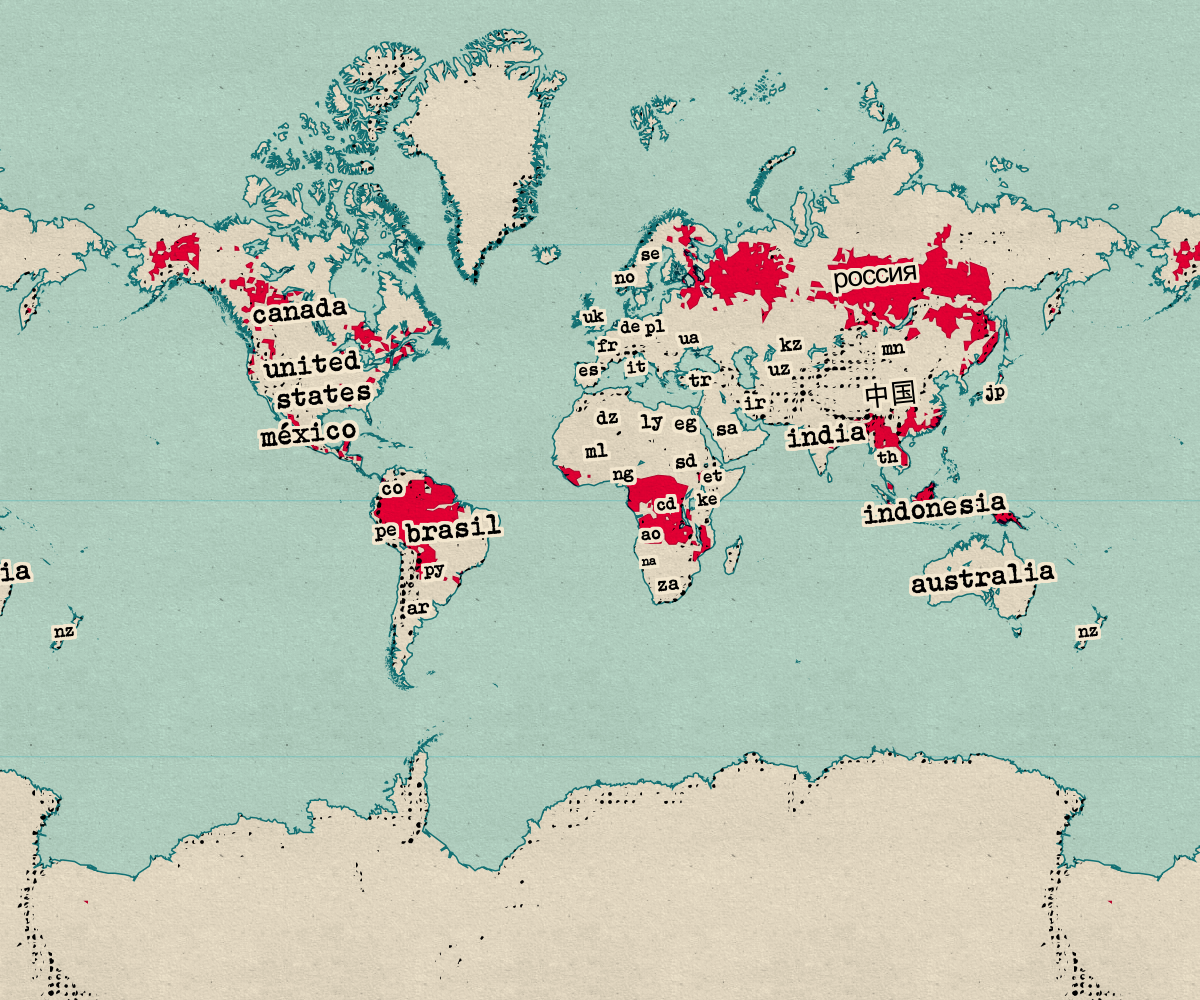 se
no
россия
canada
uk
de
pl
ua
fr
kz
mn
united
states
es
it
uz
tr
ir
中国
jp
méxico
dz
ly
eg
sa
india
ml
sd
th
co
ng
et
cd
ke
indonesia
pe
brasil
ao
na
py
ia
za
australia
ar
nz
nz